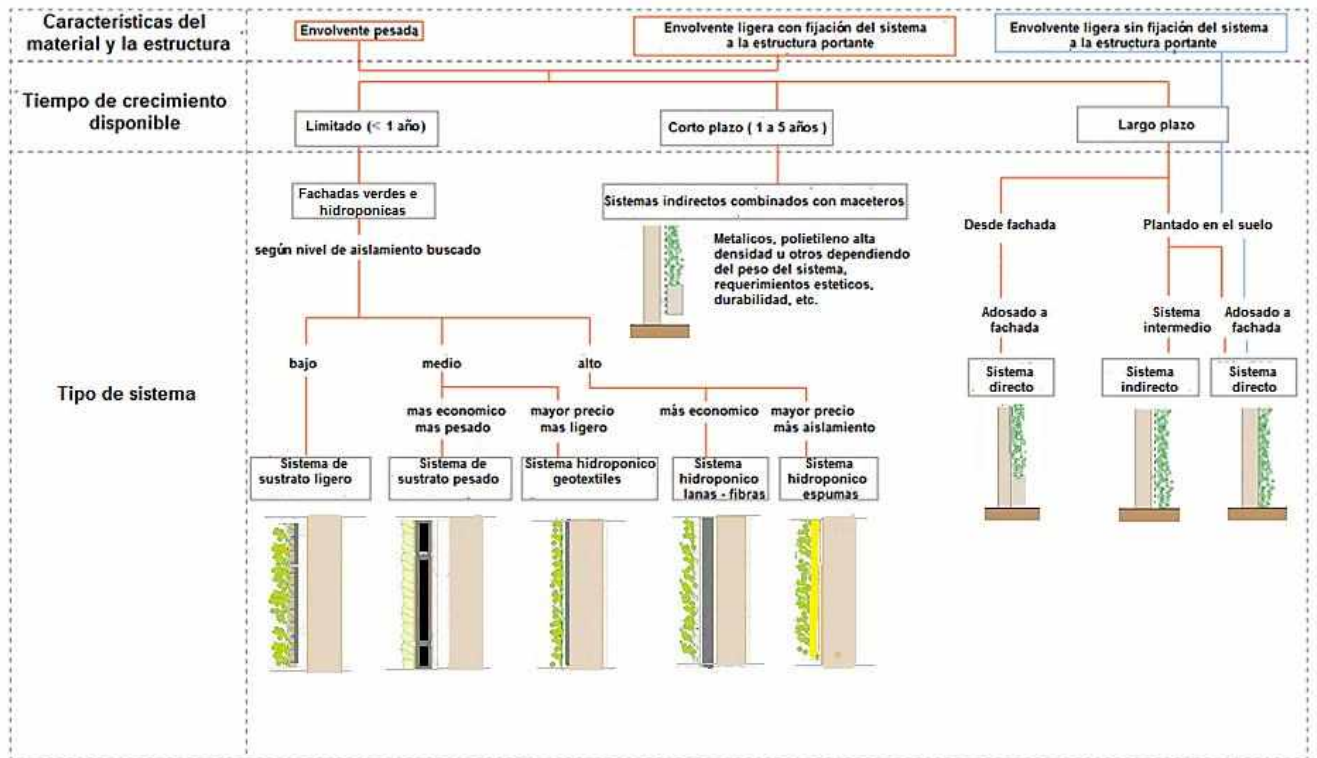 Características del
material y la estructura
Envolvente pesada
Envolvente ligera con fijación del sistema
a la estructura portante
Envolvente ligera sin fijación del sistema
a la estructura portante
Tiempo de crecimiento
disponible
Limitado (< 1 año)
Corto plazo ( 1 a 5 años )
Largo plazo
Tipo de sistema
Fachadas verdes e
hidroponicas
según nivel de aislamiento buscado
Sistemas indirectos combinados con maceteros
Metalicos, polietileno alta
densidad u otros dependiendo
del peso del sistema,
requerimientos esteticos,
durabilidad, etc.
Desde fachada
Plantado en el suelo
Adosado a
fachada
Sistema
intermedio
Adosado a
fachada
Sistema
directo
Sistema
indirecto
Sistema
directo
bajo
medio
alto
mas economico
mas pesado
mayor precio
mas ligero
más economico
mayor precio
más aislamiento
Sistema de
sustrato ligero
Sistema de
sustrato pesado
Sistema hidroponico
geotextiles
Sistema
hidroponico
lanas - fibras
Sistema
hidroponico
espumas